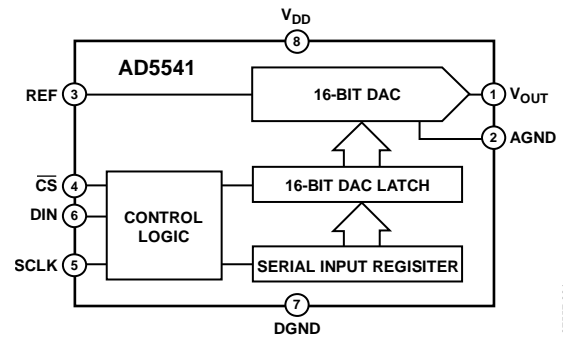 VDD
8
AD5541
REF 3
16-BIT DAC
1 VOUT
2 AGND
CS 4
16-BIT DAC LATCH
DIN 6
CONTROL
LOGIC
SCLK 5
SERIAL INPUT REGISITER
7
DGND